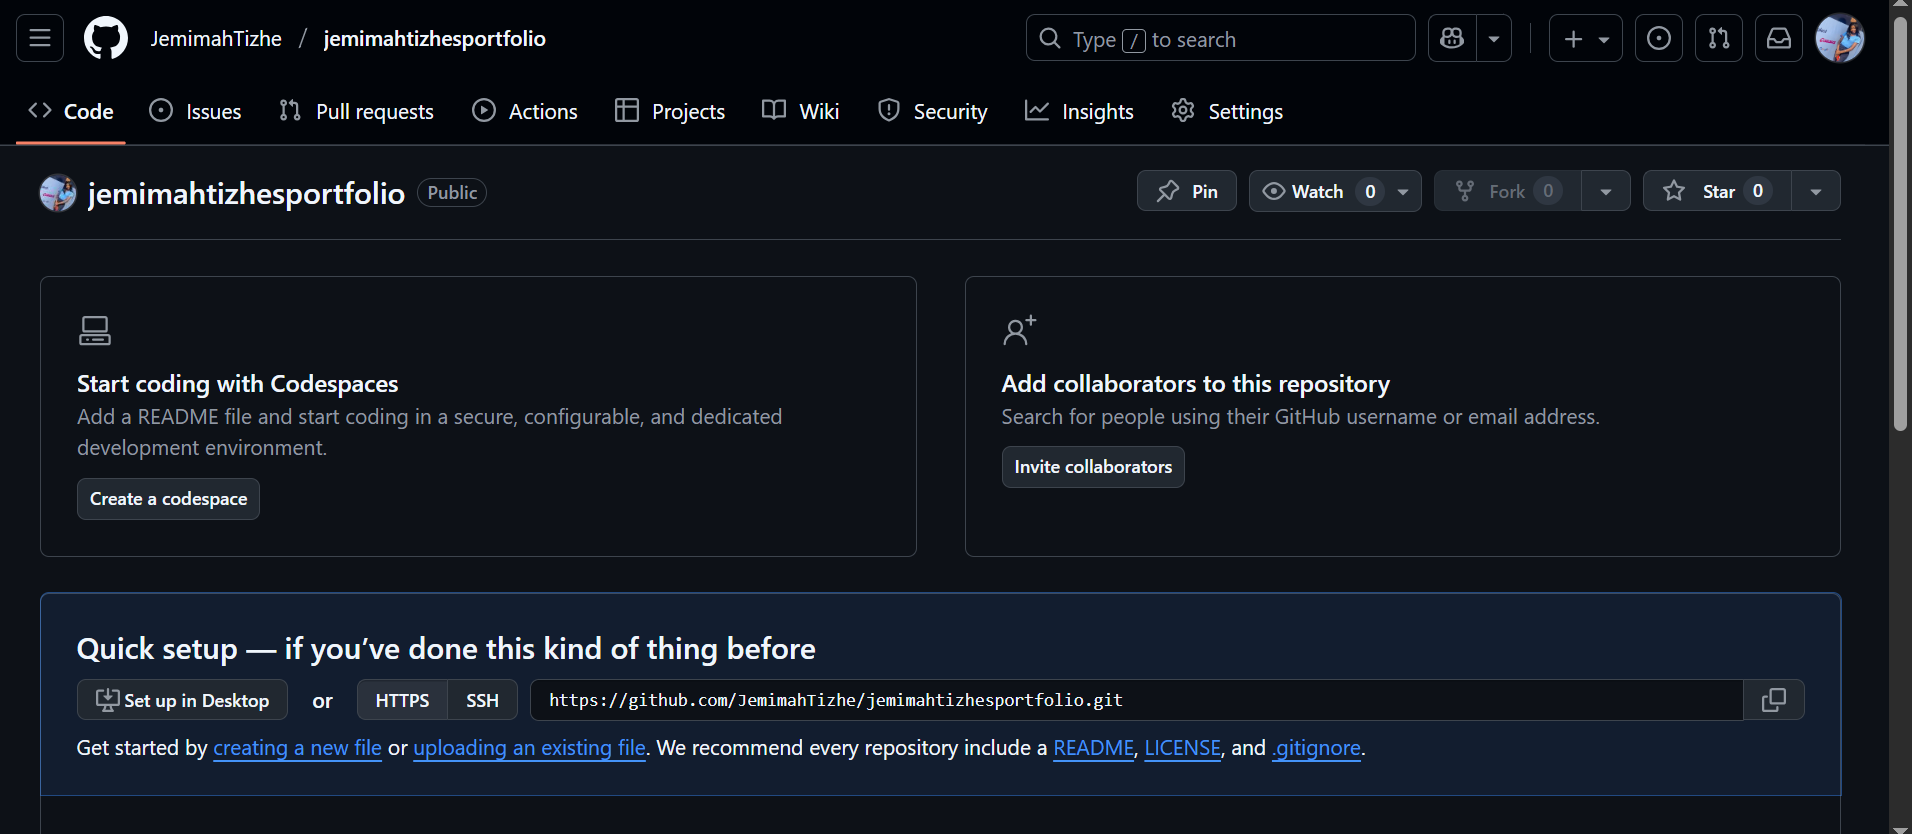 JemimahTizhe / jemimahtizhesportfolio
Type / to search
Code Issues Pull requests Actions Projects Wiki Security Insights Settings
jemimahtizhesportfolio Public
Pin Watch 0 Fork 0 Star 0
Start coding with Codespaces
Add a README file and start coding in a secure, configurable, and dedicated
development environment.
Create a codespace
Add collaborators to this repository
Search for people using their GitHub username or email address.
Invite collaborators
Quick setup — if you’ve done this kind of thing before
Set up in Desktop or HTTPS SSH https://github.com/JemimahTizhe/jemimahtizhesportfolio.git
Get started by creating a new file or uploading an existing file. We recommend every repository include a README, LICENSE, and .gitignore.